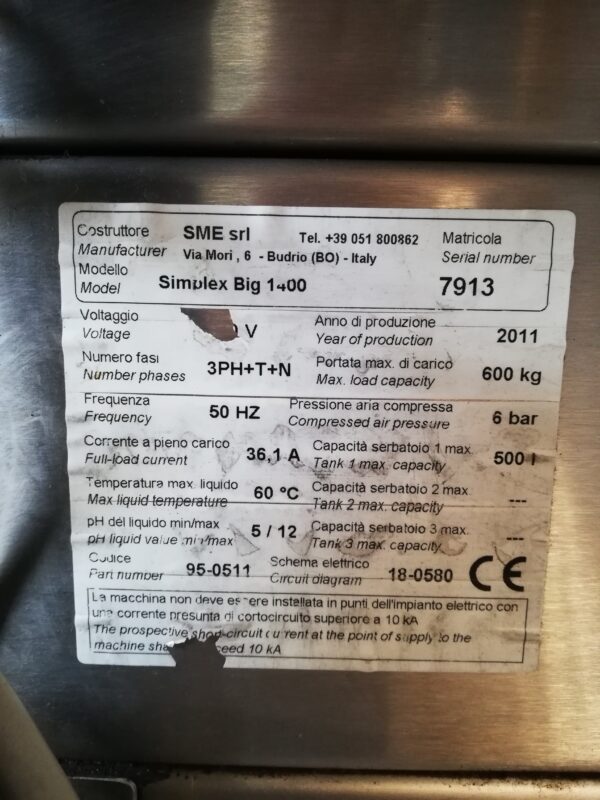 Costruttore SME srl Tel. +39 051 800862 Matricola
Manufacturer Via Mori , 6 - Budrio (BO) - Italy Serial number
Modello
Model Simplex Big 1400 7913
Voltaggio V Anno di produzione
Voltage Year of production 2011
Numero fasi 3PH+T+N Portata max. di carico 600 kg
Number phases Max. load capacity
Frequenza 50 HZ Pressione aria compressa 6 bar
Frequency Compressed air pressure
Corrente a pieno carico 36,1 A Capacità serbatoio 1 max. 500 l
Full-load current Tank 1 max. capacity
Temperatura max. liquido 60 °C Capacità serbatoio 2 max. ---
Max liquid temperature Tank 2 max. capacity
pH del liquido min/max 5 / 12 Capacità serbatoio 3 max. ---
pH liquid value min/max Tank 3 max. capacity
Codice 95-0511 Schema elettrico 18-0580 CE
Part number Circuit diagram
La macchina non deve essere installata in punti dell'impianto elettrico con
una corrente presunta di cortocircuito superiore a 10 kA
The prospective short-circuit current at the point of supply to the
machine 10 kA